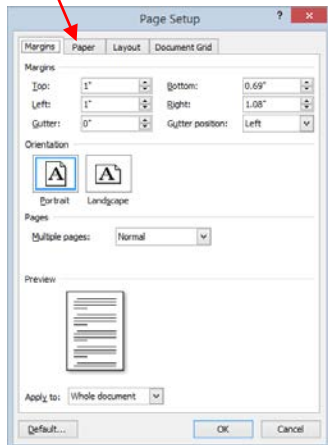 Page Setup ?
Margins Paper Layout Document Grid
Margins
Top: 1" Bottom: 0.69"
Left: 1" Right: 1.08"
Gutter: 0" Gutter position: Left
Orientation
A A
Portrait Landscape
Pages
Multiple pages: Normal
Preview
Apply to: Whole document
Default... OK Cancel